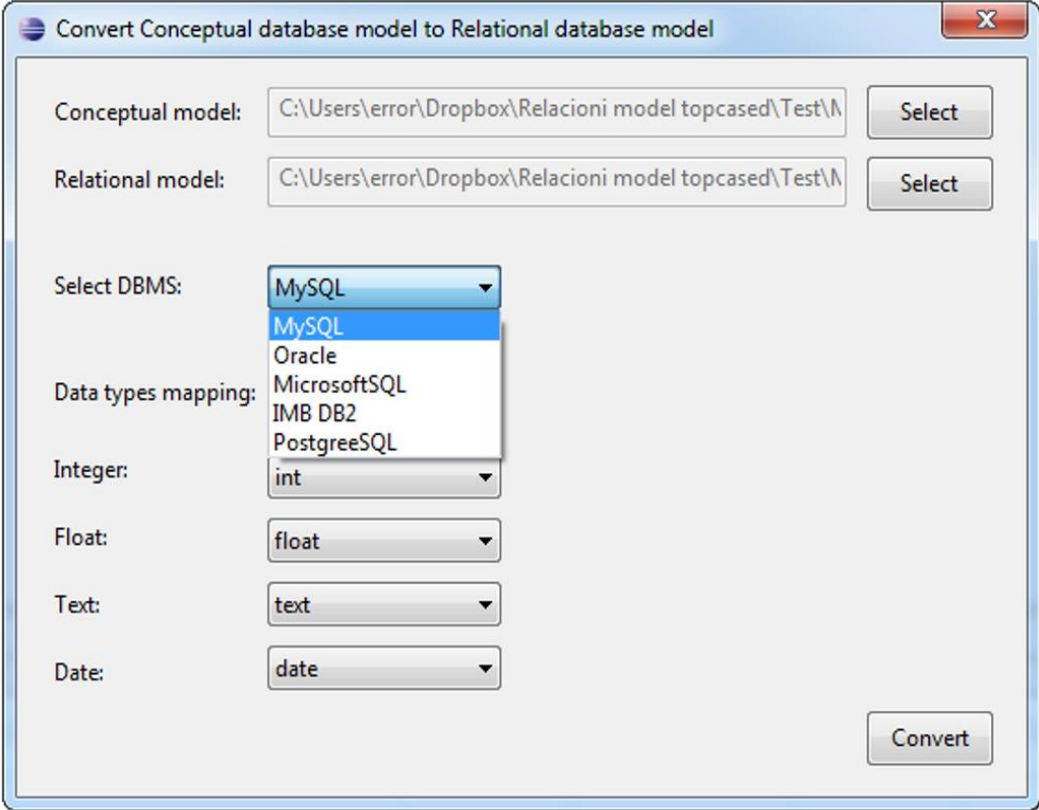 Convert Conceptual database model to Relational database model
Conceptual model: C:\Users\error\Dropbox\Relacioni model topcased\Test\M Select
Relational model: C:\Users\error\Dropbox\Relacioni model topcased\Test\M Select
Select DBMS: MySQL
MySQL
Oracle
MicrosoftSQL
Data types mapping:
IMB DB2
PostgreeSQL
Integer: int
Float: float
Text: text
Date: date
Convert